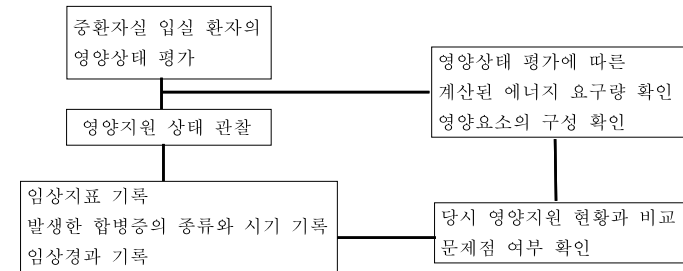 중환자실 입실 환자의
영양상태 평가
영양상태 평가에 따른
계산된 에너지 요구량 확인
영양요소의 구성 확인
영양지원 상태 관찰
임상지표 기록
발생한 합병증의 종류와 시기 기록
임상경과 기록
당시 영양지원 현황과 비교
문제점 여부 확인